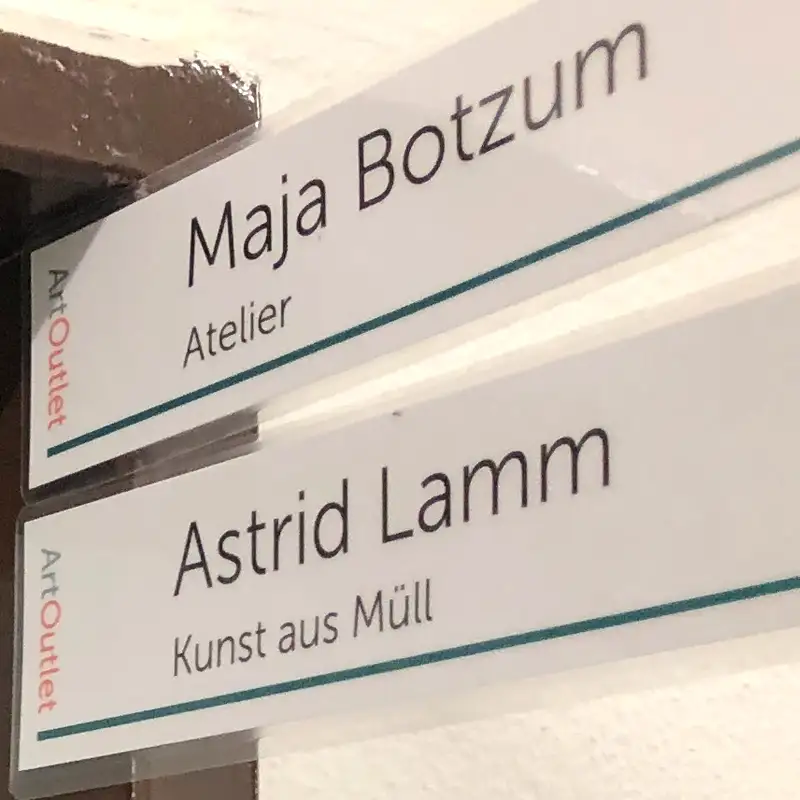 ArtOutlet
Maja Botzum
Atelier
ArtOutlet
Astrid Lamm
Kunst aus Müll